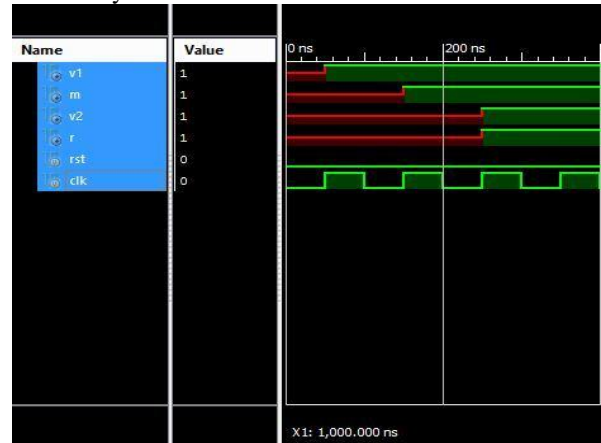 Name
Value
0 ns
200 ns
v1
1
m
1
v2
1
r
1
rst
0
clk
0
X1: 1,000.000 ns